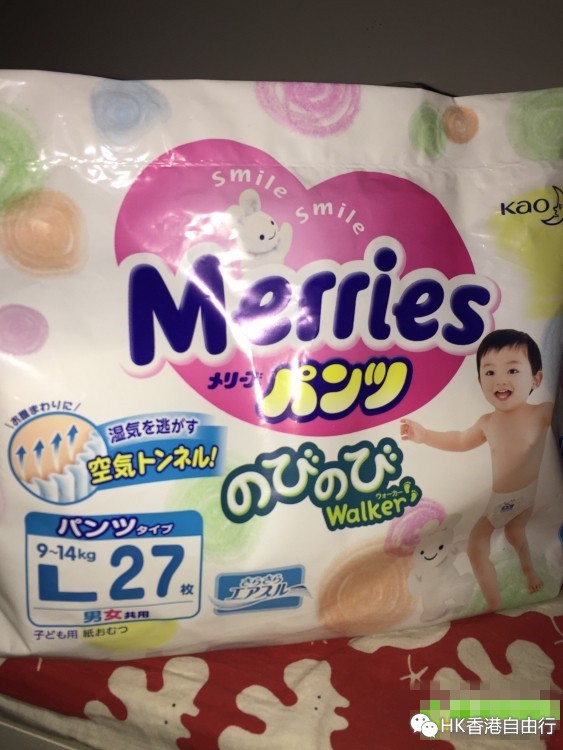 Smile Smile
Kao
Merries
メリーズ
パンツ
お腹まわりに
湿気を逃がす
空気トンネル!
のびのび
ウォーカー
Walker!
パンツタイプ
9~14kg
L 27枚
男女共用
さらさら
エアスルー
子ども用 紙おむつ
HK香港自由行